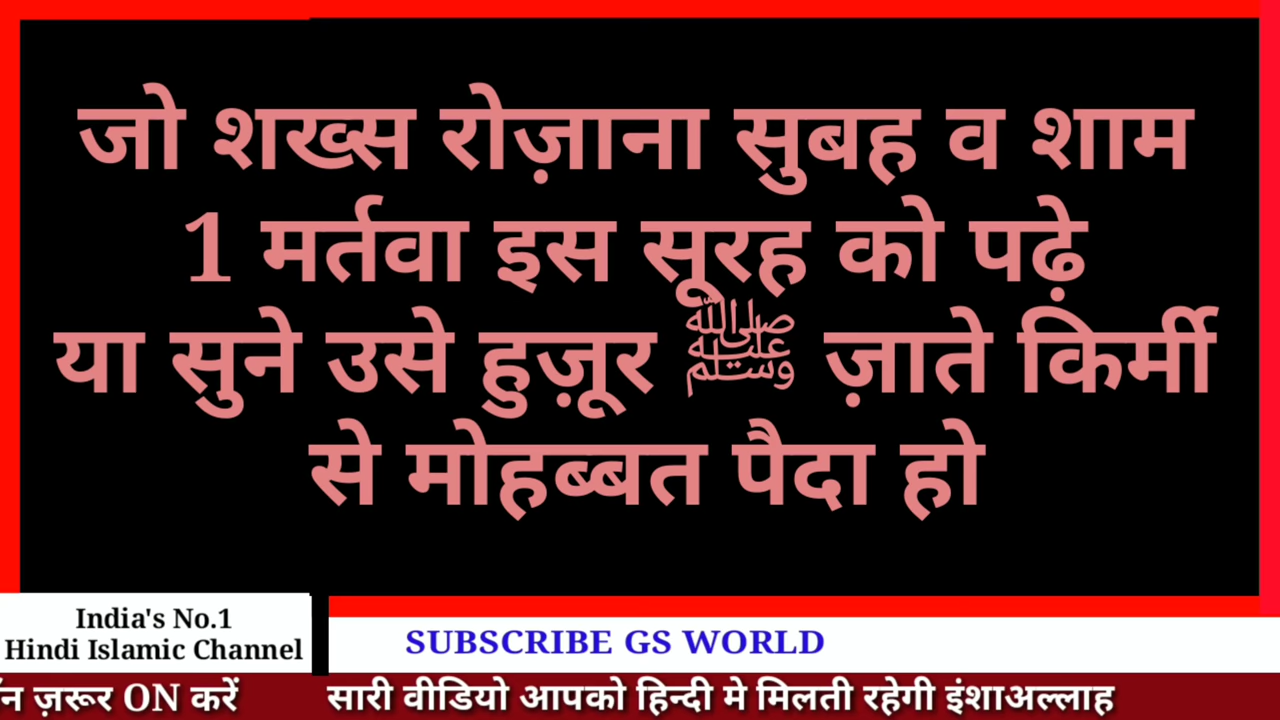 जो शख्स रोज़ाना सुबह व शाम
1 मर्तवा इस सूरह को पढ़े
या सुने उसे हुज़ूर ﷺ ज़ाते किर्मी
से मोहब्बत पैदा हो
India's No.1
Hindi Islamic Channel
SUBSCRIBE GS WORLD
ज़रूर ON करें सारी वीडियो आपको हिन्दी मे मिलती रहेगी इंशाअल्लाह